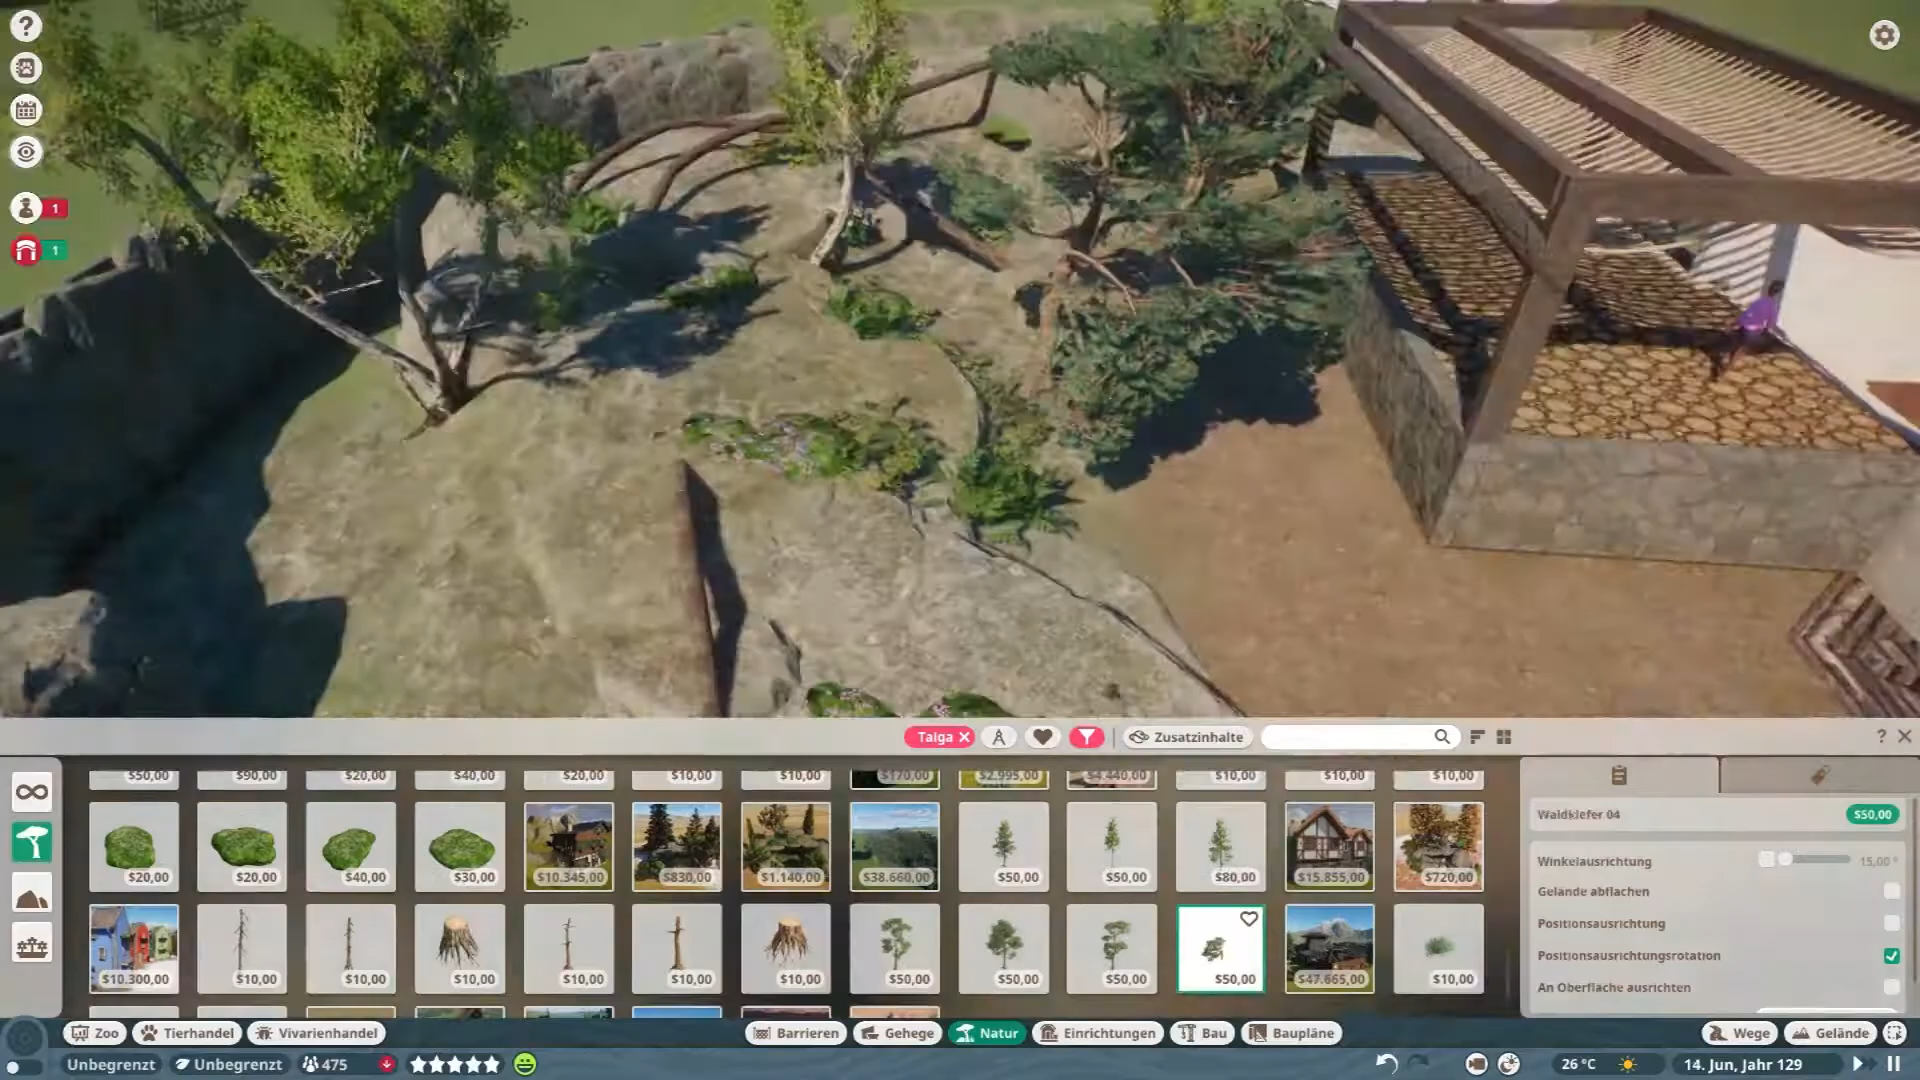 ?
1
1
Taiga ✕
Zusatzinhalte
?
$50,00 $90,00 $20,00 $40,00 $20,00 $10,00 $10,00 $170,00 $2.995,00 $4.440,00 $10,00 $10,00 $10,00
$20,00 $20,00 $40,00 $30,00 $10.345,00 $830,00 $1.140,00 $38.660,00 $50,00 $50,00 $80,00 $15.855,00 $720,00
$10.300,00 $10,00 $10,00 $10,00 $10,00 $10,00 $10,00 $50,00 $50,00 $50,00 $50,00 $47.665,00 $10,00
Waldkiefer 04 $50,00
Winkelausrichtung 15,00 °
Gelände abflachen
Positionsausrichtung
Positionsausrichtungsrotation
An Oberfläche ausrichten
Zoo Tierhandel Vivarienhandel Barrieren Gehege Natur Einrichtungen Bau Baupläne Wege Gelände
Unbegrenzt Unbegrenzt 475 26 °C 14. Jun, Jahr 129